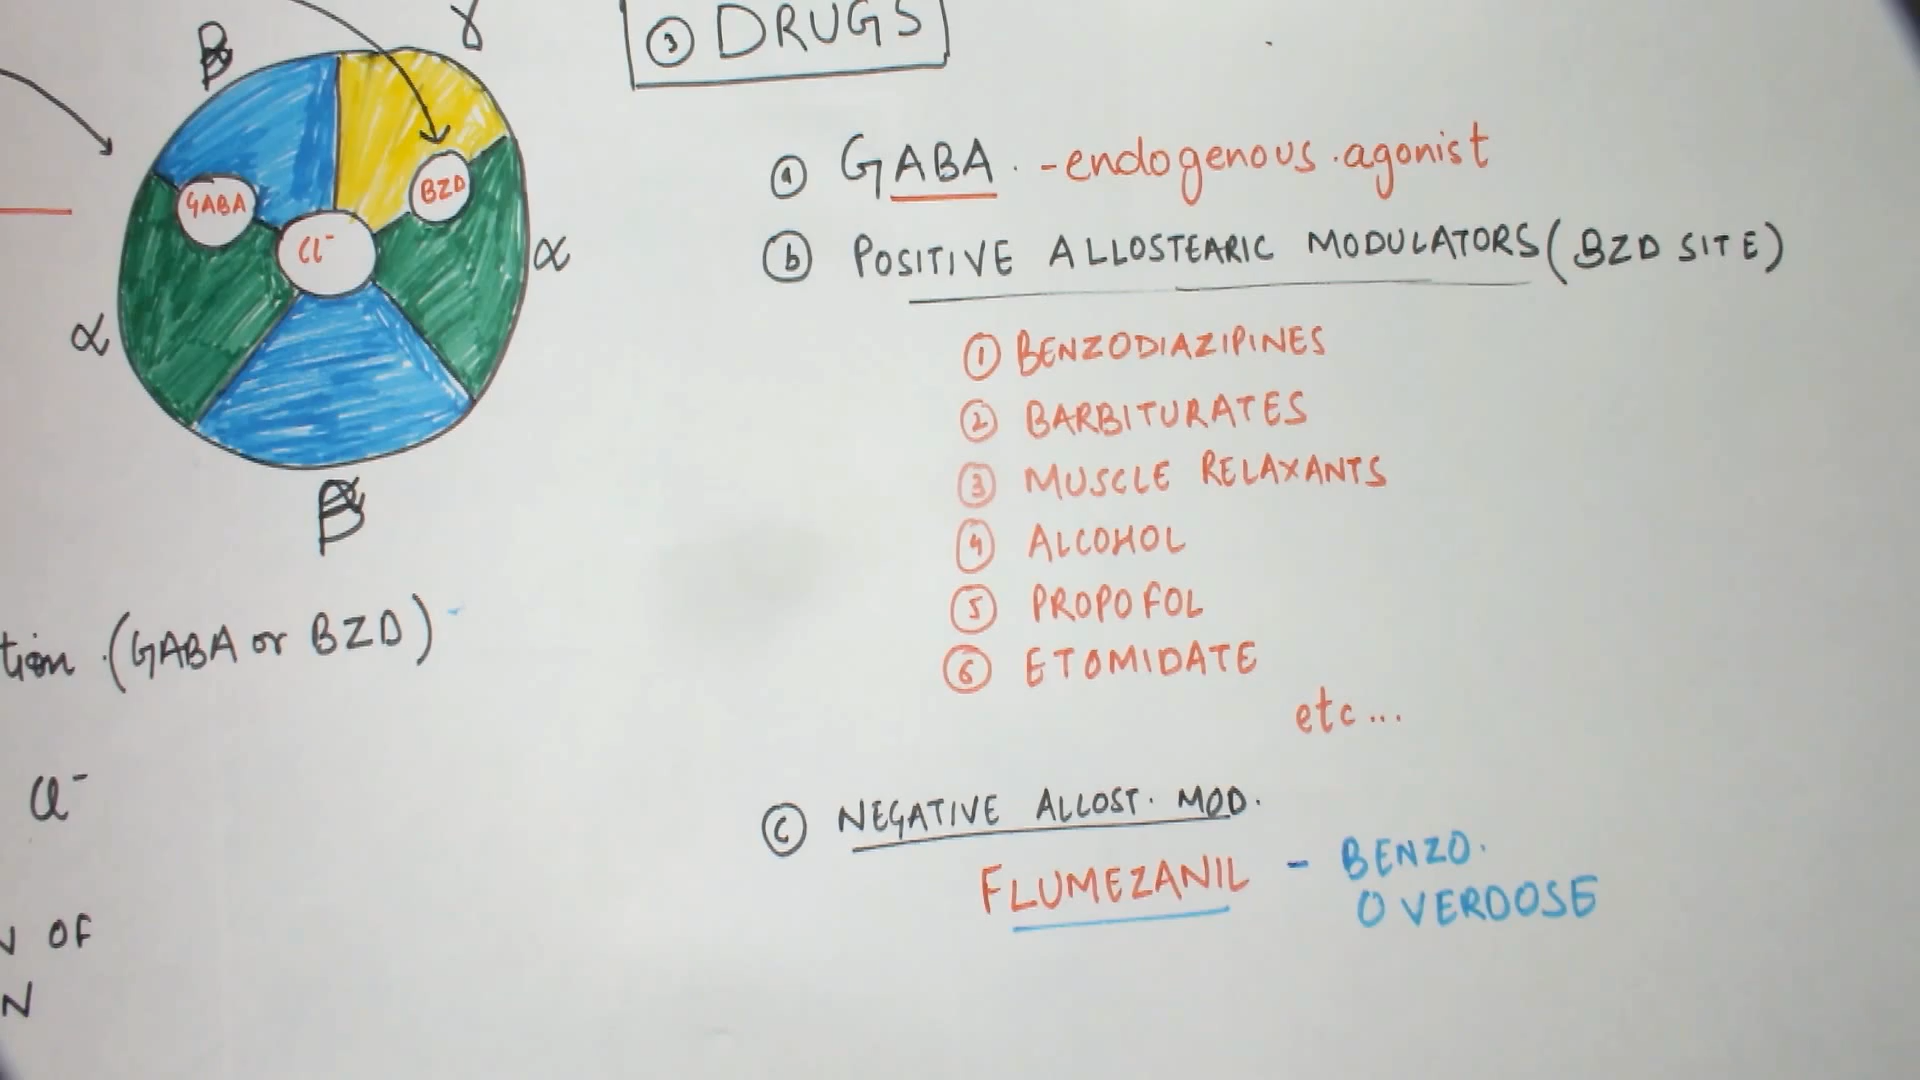 β
γ
③ DRUGS
GABA
BZD
Cl⁻
α
α
β
ⓐ GABA. - endogenous.agonist
ⓑ POSITIVE ALLOSTEARIC MODULATORS (BZD SITE)
① BENZODIAZIPINES
② BARBITURATES
③ MUSCLE RELAXANTS
④ ALCOHOL
⑤ PROPOFOL
⑥ ETOMIDATE
etc...
tion (GABA or BZD)
Cl⁻
ⓒ NEGATIVE ALLOST. MOD.
FLUMEZANIL - BENZO.
OVERDOSE
OF
N